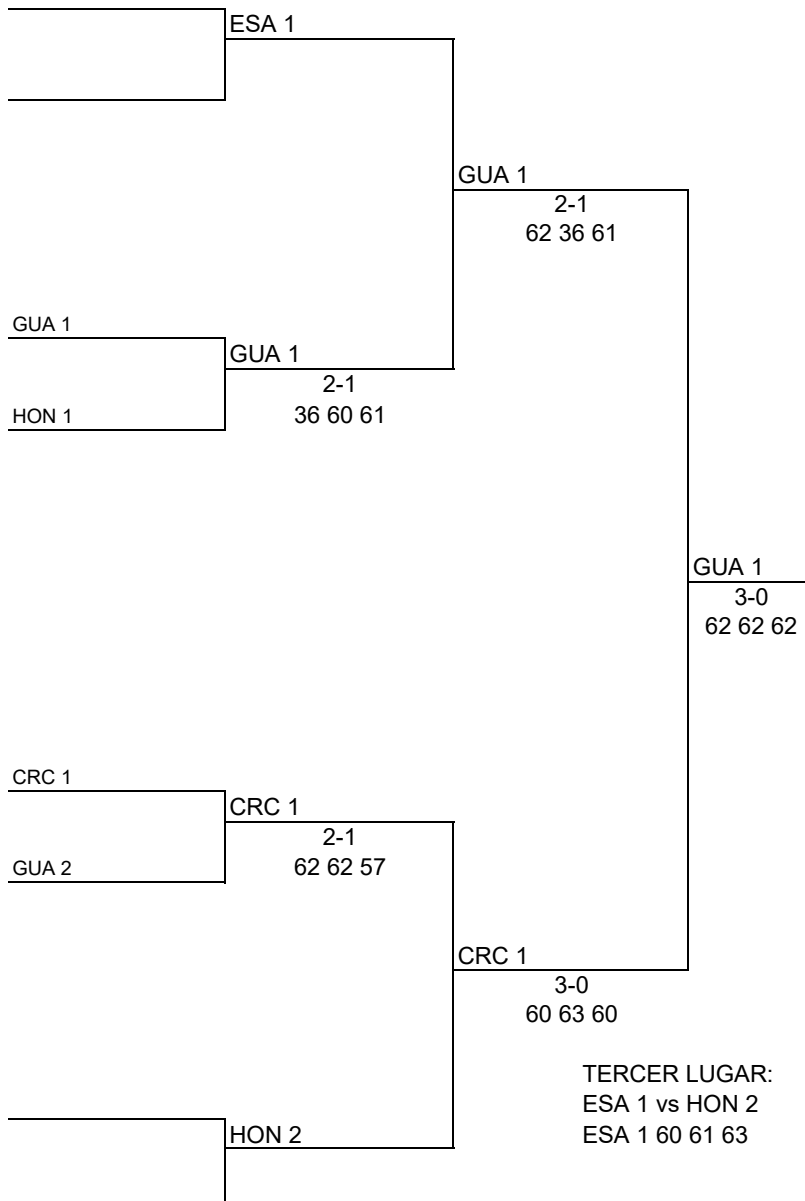 ESA 1
GUA 1
2-1
62 36 61
GUA 1
GUA 1
2-1
36 60 61
HON 1
GUA 1
3-0
62 62 62
CRC 1
CRC 1
2-1
62 62 57
GUA 2
CRC 1
3-0
60 63 60
TERCER LUGAR:
ESA 1 vs HON 2
ESA 1 60 61 63
HON 2